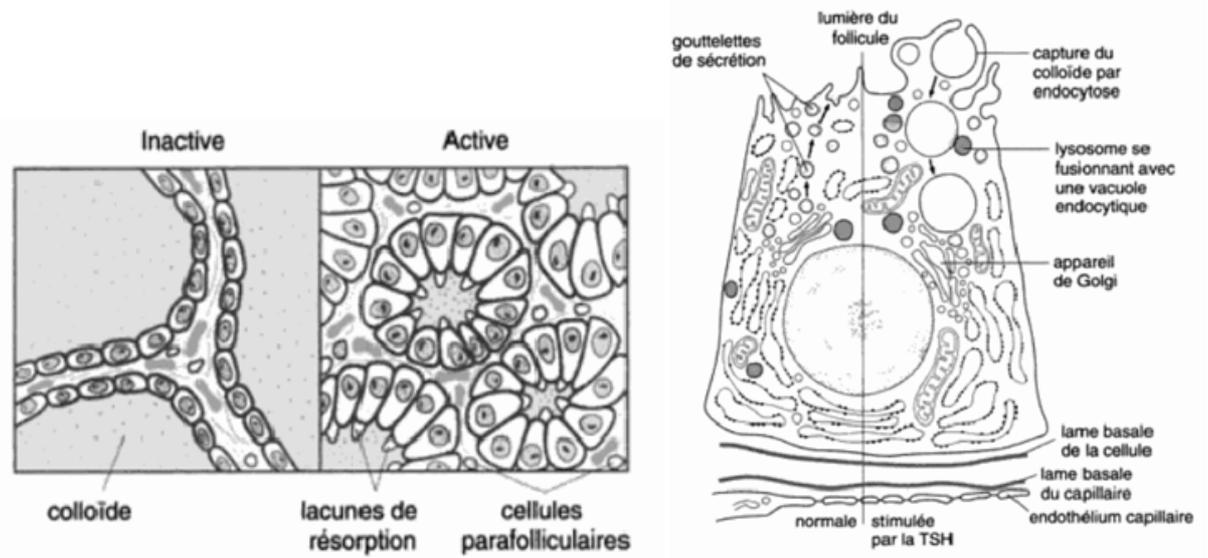 Inactive
Active
colloïde
lacunes de
résorption
cellules
parafolliculaires
gouttelettes
de sécrétion
lumière du
follicule
capture du
colloïde par
endocytose
lysosome se
fusionnant avec
une vacuole
endocytique
appareil
de Golgi
lame basale
de la cellule
lame basale
du capillaire
endothélium capillaire
normale
stimulée
par la TSH